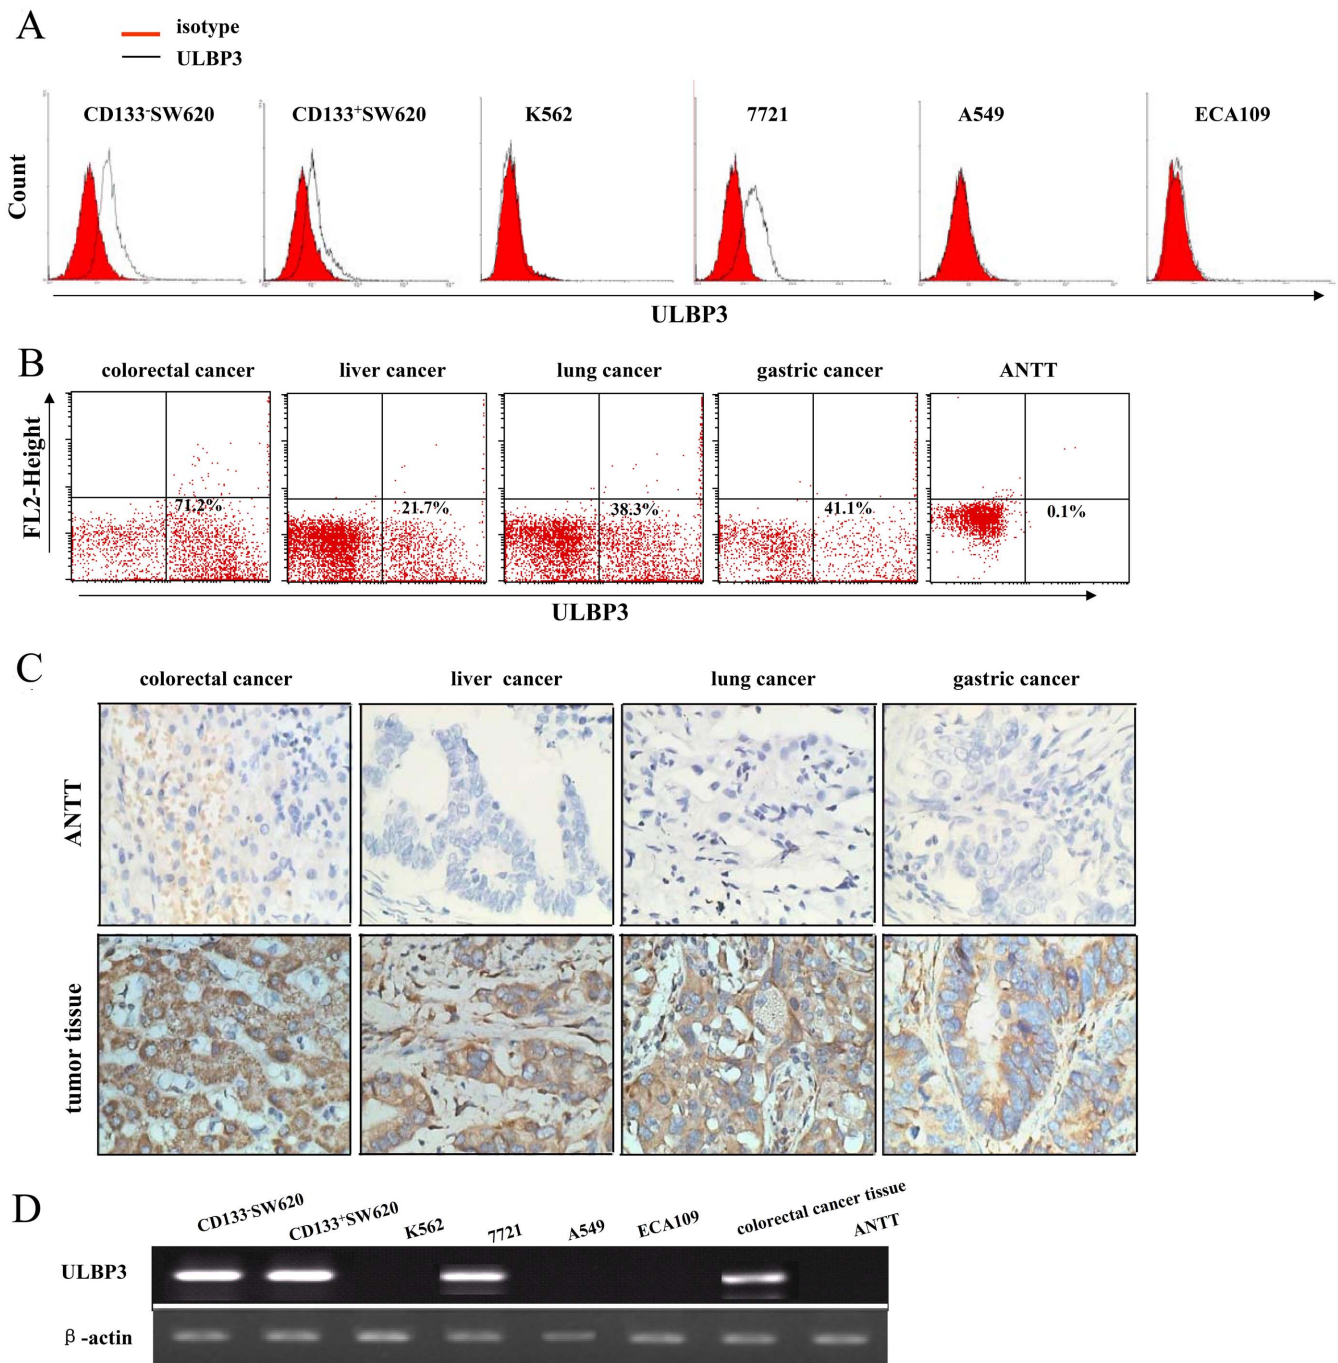 A
isotype
ULBP3
CD133⁻SW620
CD133⁺SW620
K562
7721
A549
ECA109
Count
ULBP3
B
colorectal cancer
liver cancer
lung cancer
gastric cancer
ANTT
FL2-Height
71.2%
21.7%
38.3%
41.1%
0.1%
ULBP3
C
colorectal cancer
liver cancer
lung cancer
gastric cancer
ANTT
tumor tissue
D
CD133⁻SW620
CD133⁺SW620
K562
7721
A549
ECA109
colorectal cancer tissue
ANTT
ULBP3
β-actin